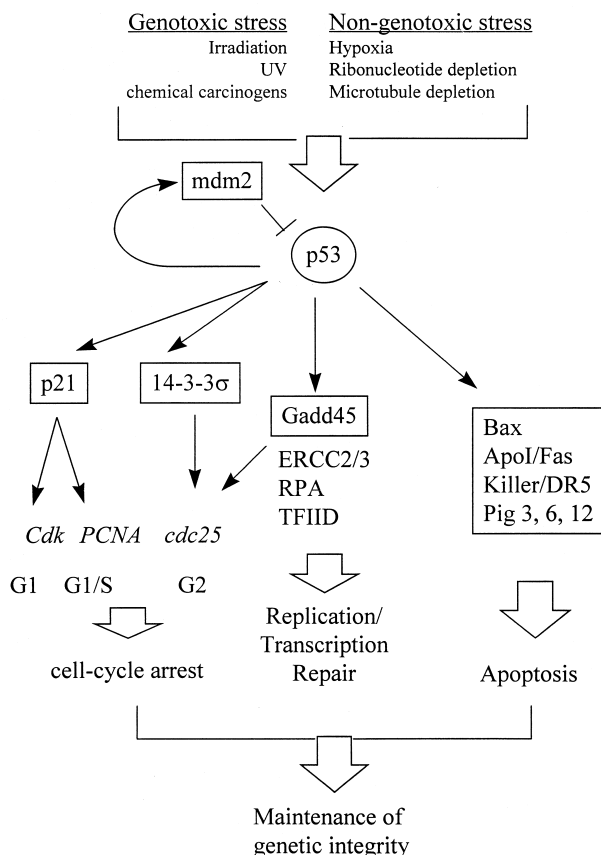 Genotoxic stress
Irradiation
UV
chemical carcinogens
Non-genotoxic stress
Hypoxia
Ribonucleotide depletion
Microtubule depletion
mdm2
p53
p21
14-3-3σ
Gadd45
ERCC2/3
RPA
TFIID
Bax
ApoI/Fas
Killer/DR5
Pig 3, 6, 12
Cdk PCNA cdc25
G1 G1/S G2
cell-cycle arrest
Replication/
Transcription
Repair
Apoptosis
Maintenance of
genetic integrity